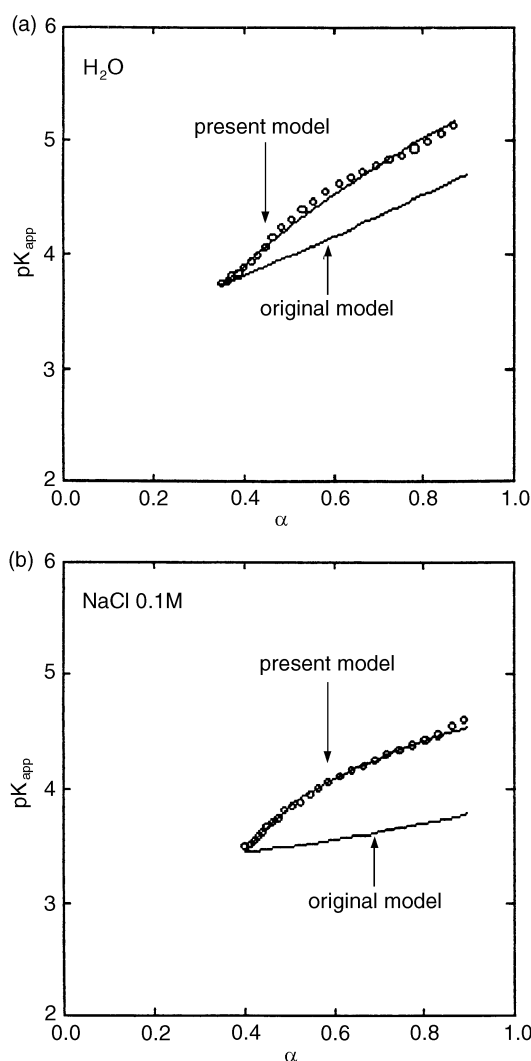 (a)
6
H₂O
present model
5
pKapp
4
original model
3
2
0.0 0.2 0.4 0.6 0.8 1.0
α
(b)
6
NaCl 0.1M
present model
5
pKapp
4
original model
3
2
0.0 0.2 0.4 0.6 0.8 1.0
α